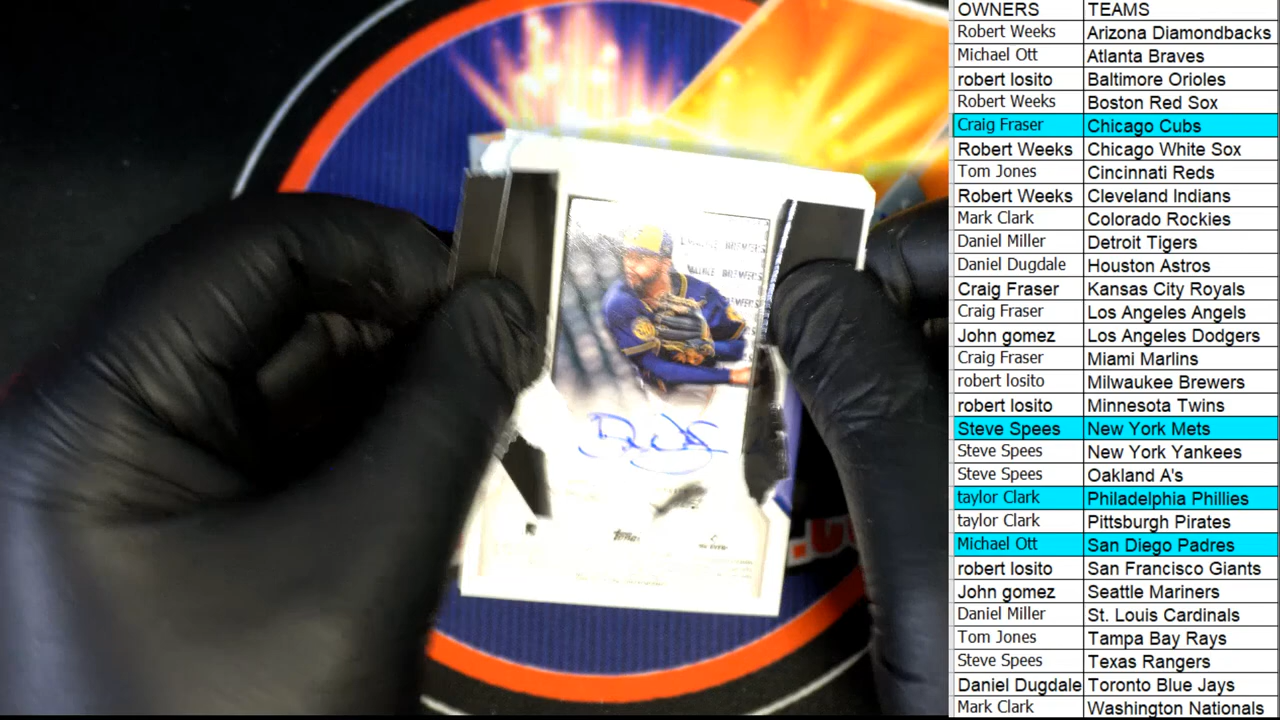 OWNERS TEAMS
Robert Weeks Arizona Diamondbacks
Michael Ott Atlanta Braves
robert losito Baltimore Orioles
Robert Weeks Boston Red Sox
Craig Fraser Chicago Cubs
Robert Weeks Chicago White Sox
Tom Jones Cincinnati Reds
Robert Weeks Cleveland Indians
Mark Clark Colorado Rockies
Daniel Miller Detroit Tigers
Daniel Dugdale Houston Astros
Craig Fraser Kansas City Royals
Craig Fraser Los Angeles Angels
John gomez Los Angeles Dodgers
Craig Fraser Miami Marlins
robert losito Milwaukee Brewers
robert losito Minnesota Twins
Steve Spees New York Mets
Steve Spees New York Yankees
Steve Spees Oakland A's
taylor Clark Philadelphia Phillies
taylor Clark Pittsburgh Pirates
Michael Ott San Diego Padres
robert losito San Francisco Giants
John gomez Seattle Mariners
Daniel Miller St. Louis Cardinals
Tom Jones Tampa Bay Rays
Steve Spees Texas Rangers
Daniel Dugdale Toronto Blue Jays
Mark Clark Washington Nationals
BREWERS
BREWERS
Topps